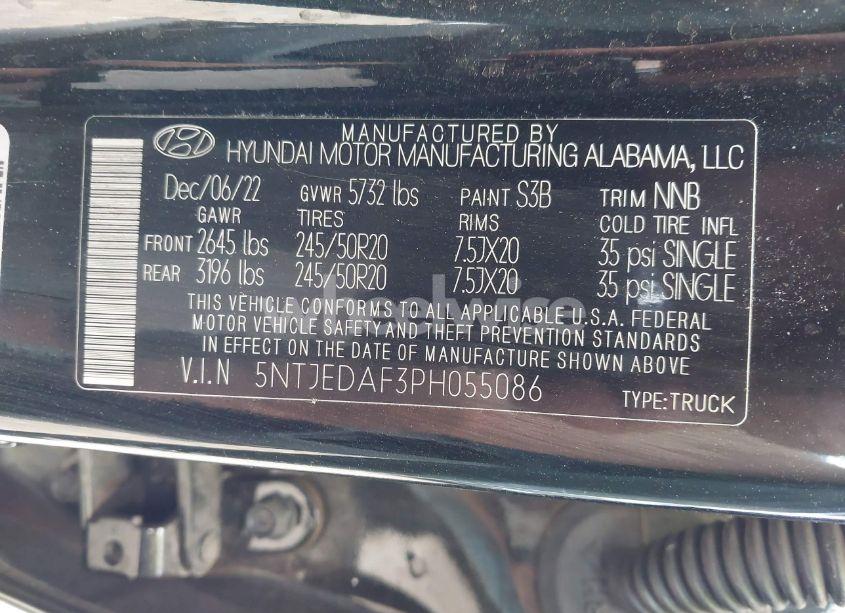 MANUFACTURED BY
HYUNDAI MOTOR MANUFACTURING ALABAMA, LLC
Dec/06/22 GVWR 5732 lbs PAINT S3B TRIM NNB
GAWR TIRES RIMS COLD TIRE INFL
FRONT 2645 lbs 245/50R20 7.5JX20 35 psi SINGLE
REAR 3196 lbs 245/50R20 7.5JX20 35 psi SINGLE
THIS VEHICLE CONFORMS TO ALL APPLICABLE U.S.A. FEDERAL
MOTOR VEHICLE SAFETY AND THEFT PREVENTION STANDARDS
IN EFFECT ON THE DATE OF MANUFACTURE SHOWN ABOVE.
V.I.N 5NTJEDAF3PH055086
TYPE:TRUCK